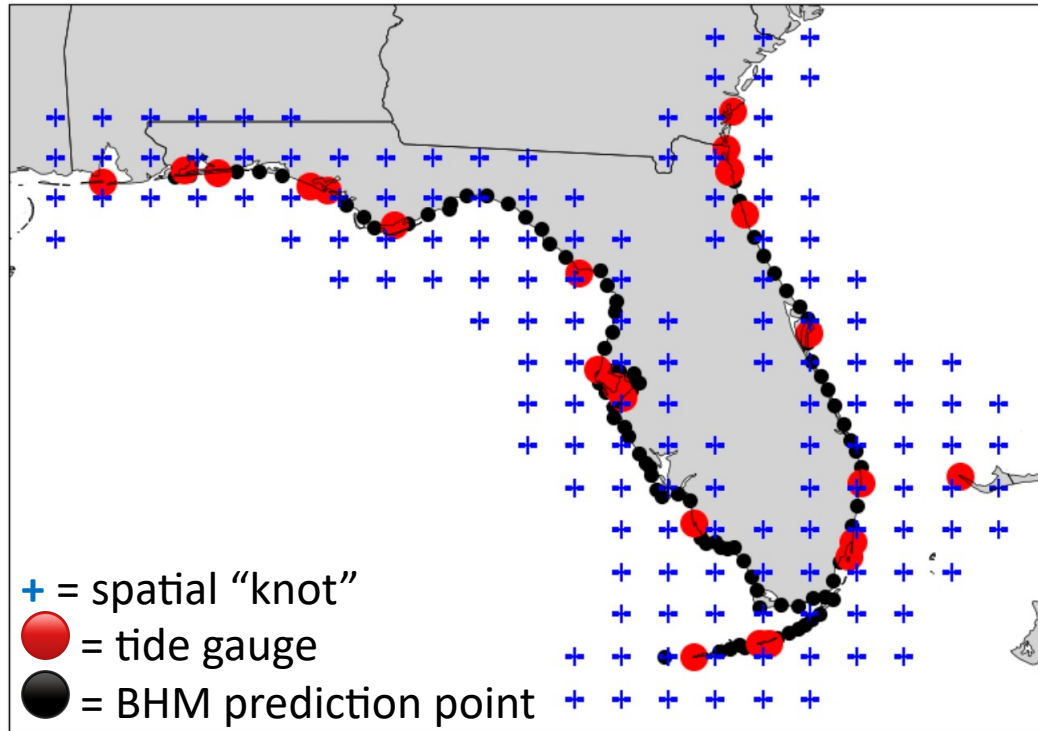 + = spatial “knot”
= tide gauge
= BHM prediction point